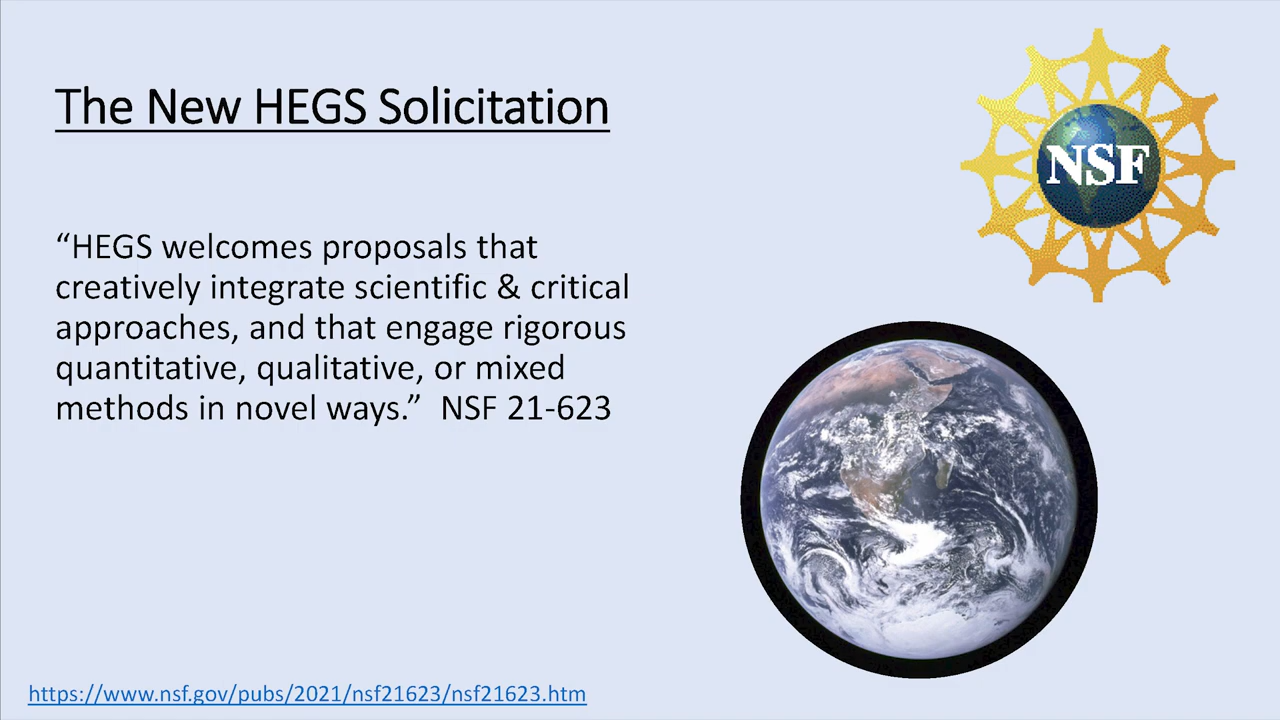 The New HEGS Solicitation
NSF
“HEGS welcomes proposals that
creatively integrate scientific & critical
approaches, and that engage rigorous
quantitative, qualitative, or mixed
methods in novel ways.”  NSF 21-623
https://www.nsf.gov/pubs/2021/nsf21623/nsf21623.htm